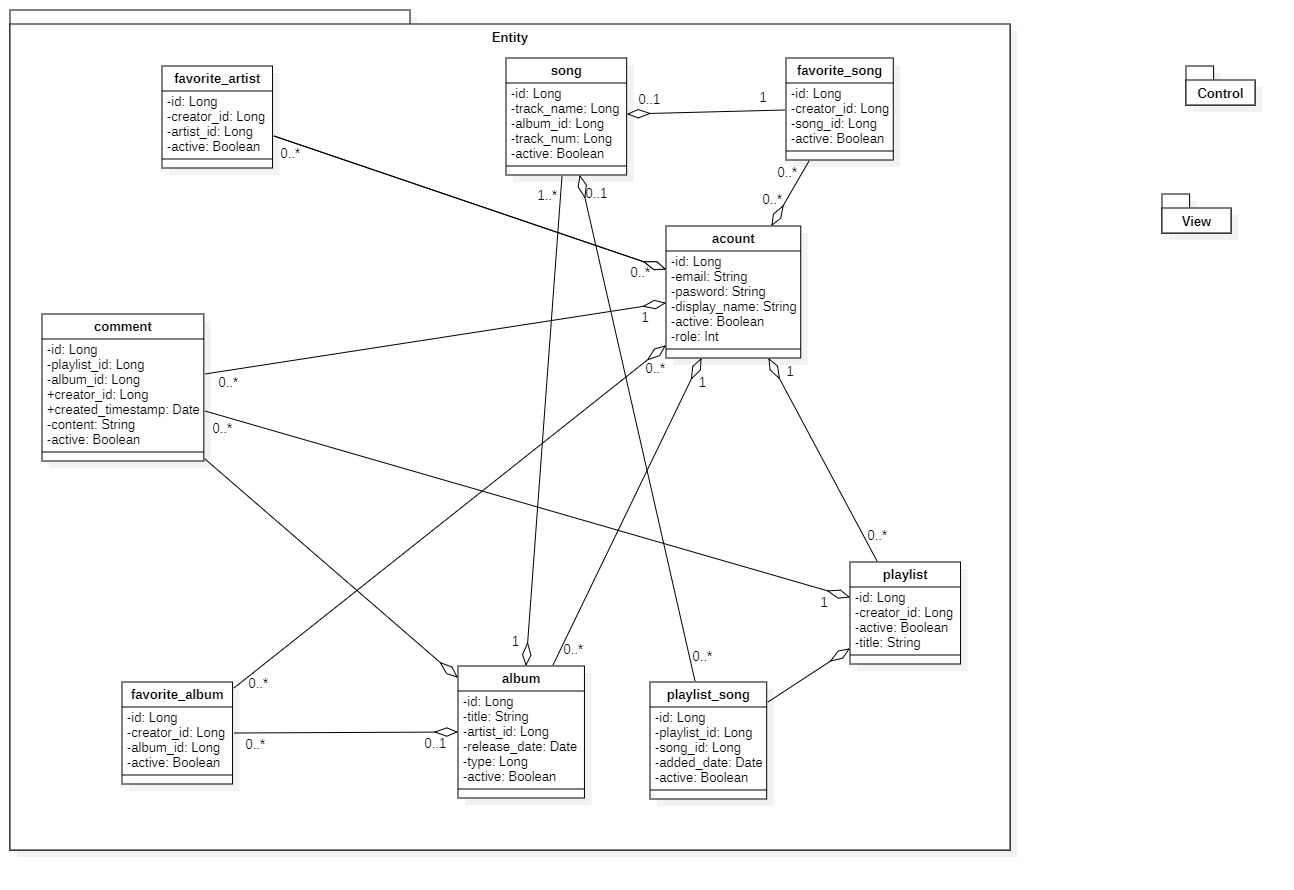 Entity
favorite_artist
-id: Long
-creator_id: Long
-artist_id: Long
-active: Boolean
0..*
song
-id: Long
-track_name: Long
-album_id: Long
-track_num: Long
-active: Boolean
0..1
1
1..*
0..1
favorite_song
-id: Long
-creator_id: Long
-song_id: Long
-active: Boolean
0..*
0..*
Control
View
acount
-id: Long
-email: String
-pasword: String
-display_name: String
-active: Boolean
-role: Int
0..*
1
0..*
1
1
comment
-id: Long
-playlist_id: Long
-album_id: Long
+creator_id: Long
+created_timestamp: Date
-content: String
-active: Boolean
0..*
0..*
0..*
playlist
-id: Long
-creator_id: Long
-active: Boolean
-title: String
1
favorite_album
-id: Long
-creator_id: Long
-album_id: Long
-active: Boolean
0..*
0..*
0..1
1
0..*
album
-id: Long
-title: String
-artist_id: Long
-release_date: Date
-type: Long
-active: Boolean
0..*
playlist_song
-id: Long
-playlist_id: Long
-song_id: Long
-added_date: Date
-active: Boolean